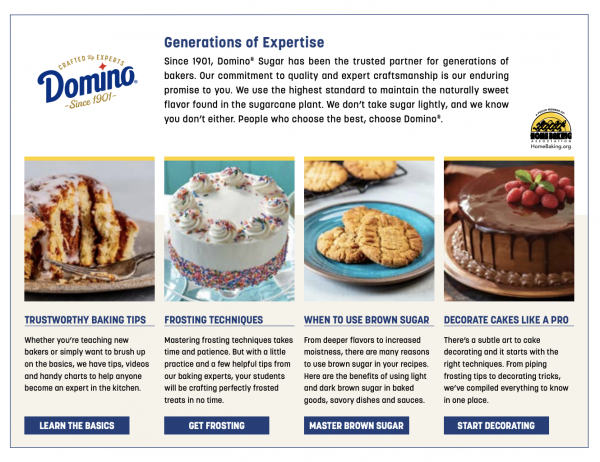 CRAFTED by EXPERTS
Domino®
Since 1901
Generations of Expertise
Since 1901, Domino® Sugar has been the trusted partner for generations of
bakers. Our commitment to quality and expert craftsmanship is our enduring
promise to you. We use the highest standard to maintain the naturally sweet
flavor found in the sugarcane plant. We don't take sugar lightly, and we know
you don't either. People who choose the best, choose Domino®.
HOME BAKING
ASSOCIATION
HomeBaking.org
TRUSTWORTHY BAKING TIPS
Whether you're teaching new
bakers or simply want to brush up
on the basics, we have tips, videos
and handy charts to help anyone
become an expert in the kitchen.
LEARN THE BASICS
FROSTING TECHNIQUES
Mastering frosting techniques takes
time and patience. But with a little
practice and a few helpful tips from
our baking experts, your students
will be crafting perfectly frosted
treats in no time.
GET FROSTING
WHEN TO USE BROWN SUGAR
From deeper flavors to increased
moistness, there are many reasons
to use brown sugar in your recipes.
Here are the benefits of using light
and dark brown sugar in baked
goods, savory dishes and sauces.
MASTER BROWN SUGAR
DECORATE CAKES LIKE A PRO
There's a subtle art to cake
decorating and it starts with the
right techniques. From piping
frosting tips to decorating tricks,
we've compiled everything to know
in one place.
START DECORATING